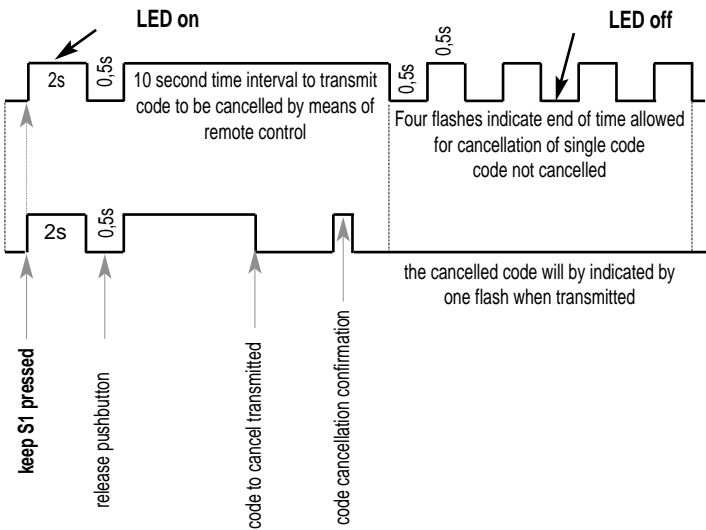 LED on
LED off
2s
0,5s
0,5s
0,5s
10 second time interval to transmit
code to be cancelled by means of
remote control
Four flashes indicate end of time allowed
for cancellation of single code
code not cancelled
2s
0,5s
the cancelled code will by indicated by
one flash when transmitted
keep S1 pressed
release pushbutton
code to cancel transmitted
code cancellation confirmation